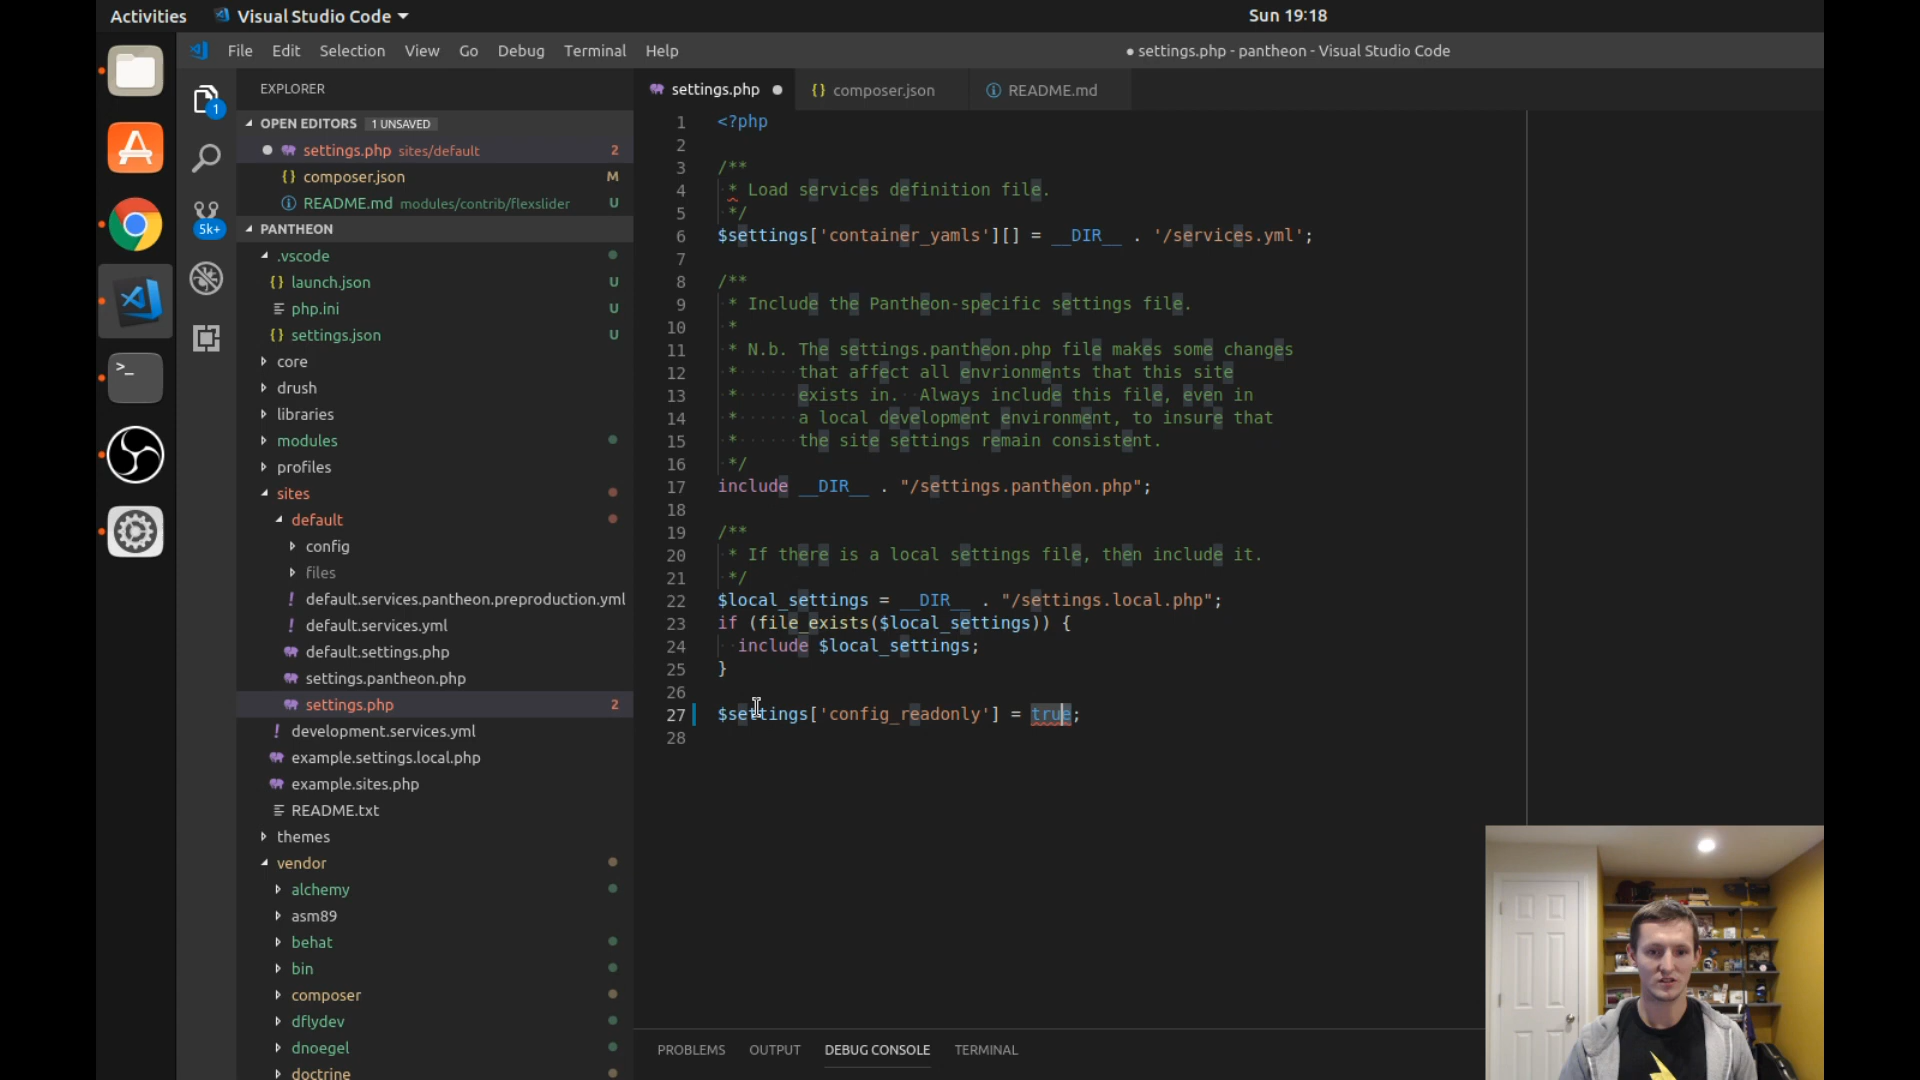 Activities
Visual Studio Code
Sun 19:18
File Edit Selection View Go Debug Terminal Help
● settings.php - pantheon - Visual Studio Code
EXPLORER
OPEN EDITORS 1 UNSAVED
settings.php sites/default 2
{} composer.json M
README.md modules/contrib/flexslider U
PANTHEON
.vscode
{} launch.json U
php.ini U
{} settings.json U
core
drush
libraries
modules
profiles
sites
default
config
files
! default.services.pantheon.preproduction.yml
! default.services.yml
default.settings.php
settings.pantheon.php
settings.php 2
development.services.yml
example.settings.local.php
example.sites.php
README.txt
themes
vendor
alchemy
asm89
behat
bin
composer
dflydev
dnoegel
doctrine
1
5k+
settings.php
{} composer.json
README.md
1 <?php
2
3 /**
4 * Load services definition file.
5 */
6 $settings['container_yamls'][] = __DIR__ . '/services.yml';
7
8 /**
9 * Include the Pantheon-specific settings file.
10 *
11 * N.b. The settings.pantheon.php file makes some changes
12 * that affect all envrionments that this site
13 * exists in. Always include this file, even in
14 * a local development environment, to insure that
15 * the site settings remain consistent.
16 */
17 include __DIR__ . "/settings.pantheon.php";
18
19 /**
20 * If there is a local settings file, then include it.
21 */
22 $local_settings = __DIR__ . "/settings.local.php";
23 if (file_exists($local_settings)) {
24 include $local_settings;
25 }
26
27 $settings['config_readonly'] = true;
28
PROBLEMS OUTPUT DEBUG CONSOLE TERMINAL